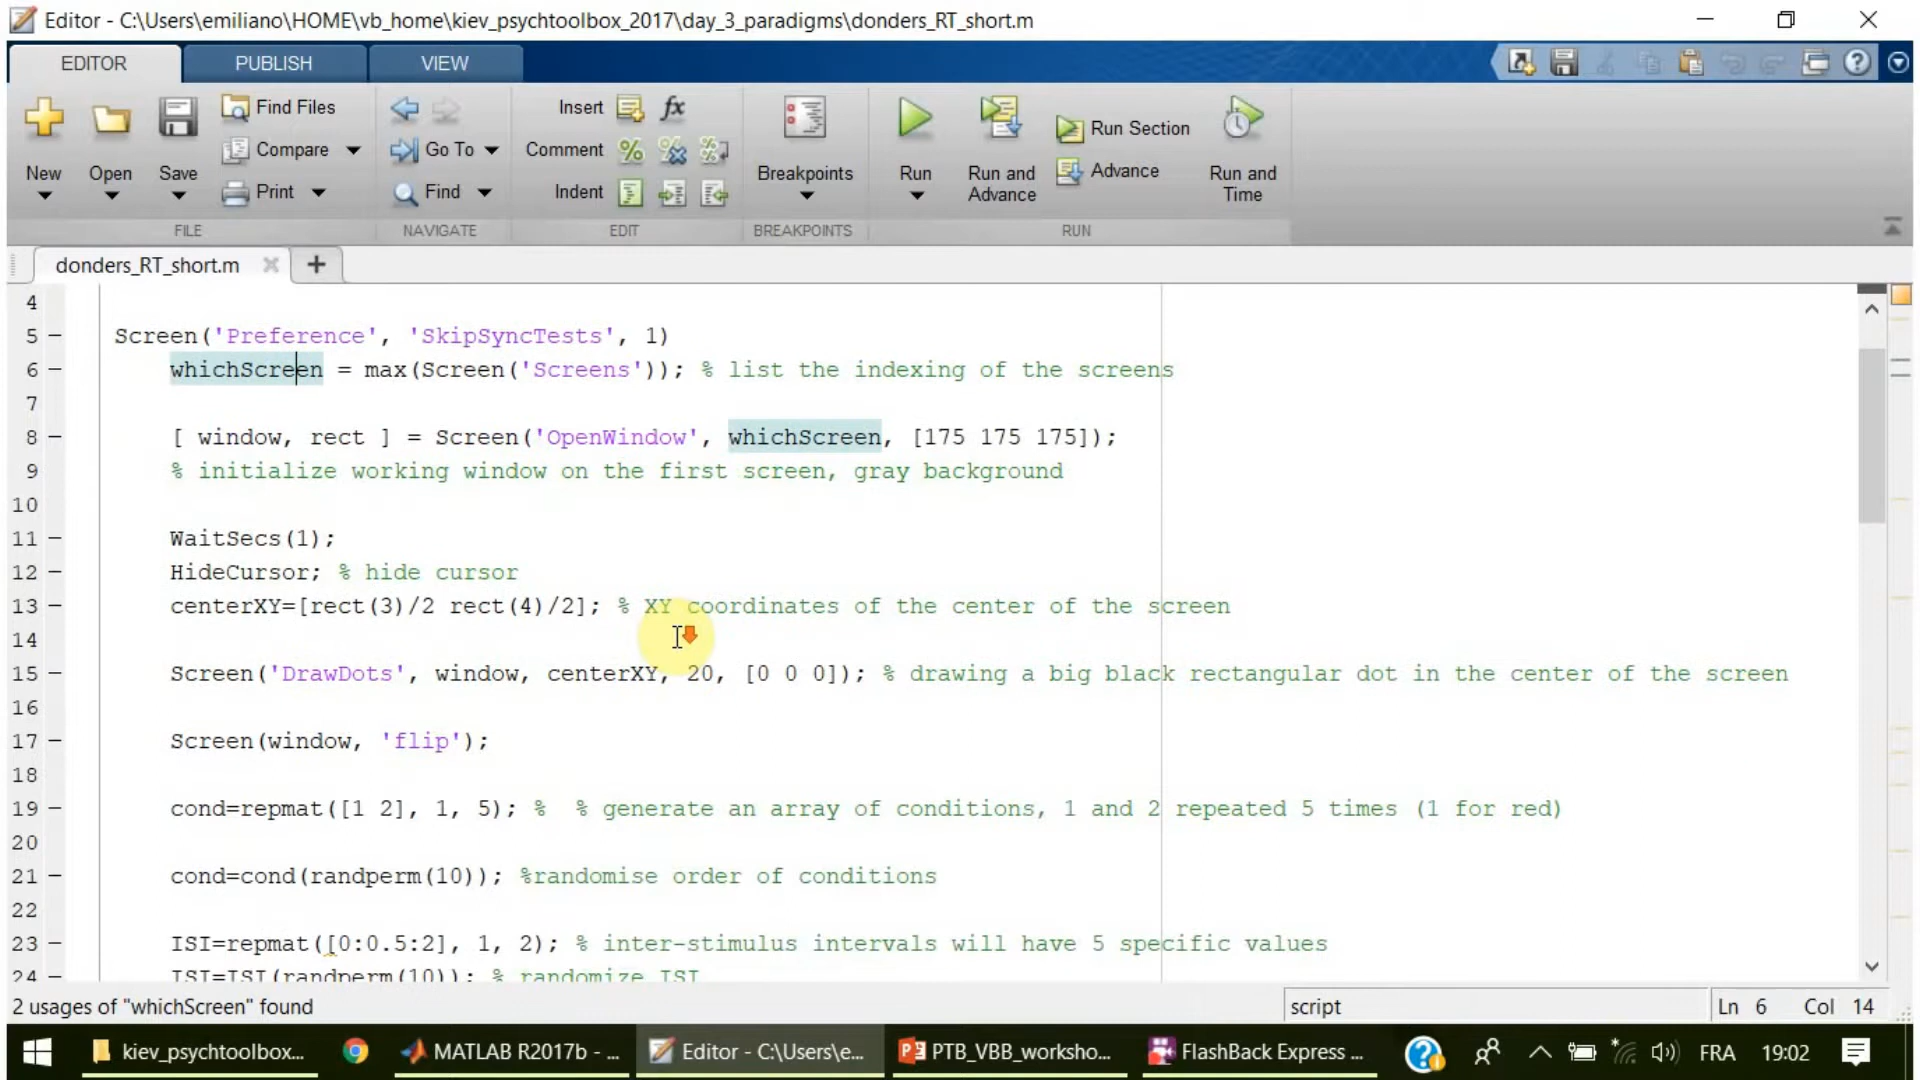 Editor - C:\Users\emiliano\HOME\vb_home\kiev_psychtoolbox_2017\day_3_paradigms\donders_RT_short.m
EDITOR PUBLISH VIEW
New Open Save Find Files Compare Print
Go To Find
Insert fx Comment Indent
Breakpoints
Run Run and Advance Run Section Advance Run and Time
FILE NAVIGATE EDIT BREAKPOINTS RUN
donders_RT_short.m
4
5 – Screen('Preference', 'SkipSyncTests', 1)
6 – whichScreen = max(Screen('Screens')); % list the indexing of the screens
7
8 – [ window, rect ] = Screen('OpenWindow', whichScreen, [175 175 175]);
9 % initialize working window on the first screen, gray background
10
11 – WaitSecs(1);
12 – HideCursor; % hide cursor
13 – centerXY=[rect(3)/2 rect(4)/2]; % XY coordinates of the center of the screen
14
15 – Screen('DrawDots', window, centerXY, 20, [0 0 0]); % drawing a big black rectangular dot in the center of the screen
16
17 – Screen(window, 'flip');
18
19 – cond=repmat([1 2], 1, 5); % % generate an array of conditions, 1 and 2 repeated 5 times (1 for red)
20
21 – cond=cond(randperm(10)); %randomise order of conditions
22
23 – ISI=repmat([0:0.5:2], 1, 2); % inter-stimulus intervals will have 5 specific values
24 – ISI=ISI(randperm(10)); % randomize ISI
2 usages of "whichScreen" found script Ln 6 Col 14
kiev_psychtoolbox... MATLAB R2017b - ... Editor - C:\Users\e... PTB_VBB_worksho... FlashBack Express ... FRA 19:02